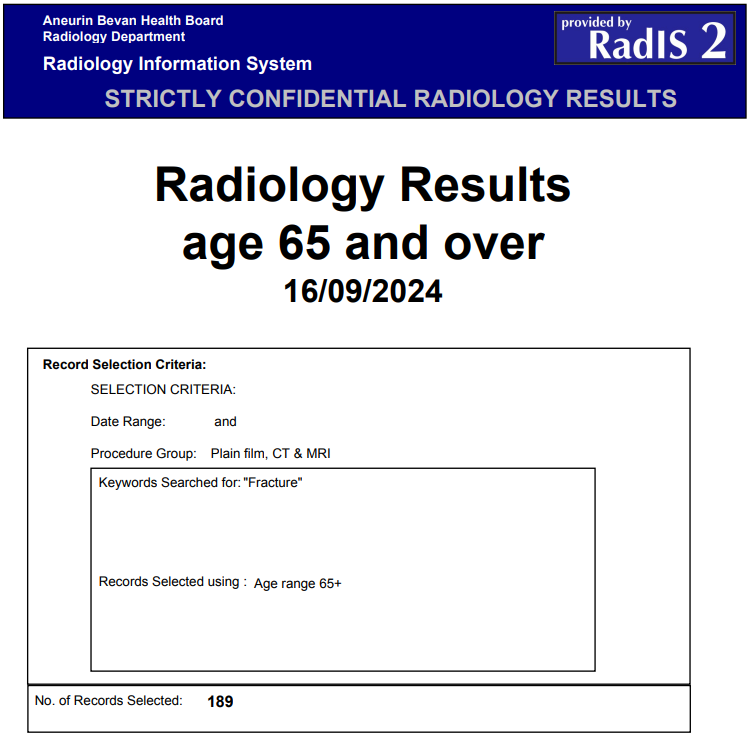 Aneurin Bevan Health Board
Radiology Department
Radiology Information System
provided by
RadIS 2
STRICTLY CONFIDENTIAL RADIOLOGY RESULTS
Radiology Results
age 65 and over
16/09/2024
Record Selection Criteria:
SELECTION CRITERIA:
Date Range: and
Procedure Group: Plain film, CT & MRI
Keywords Searched for: "Fracture"
Records Selected using : Age range 65+
No. of Records Selected: 189